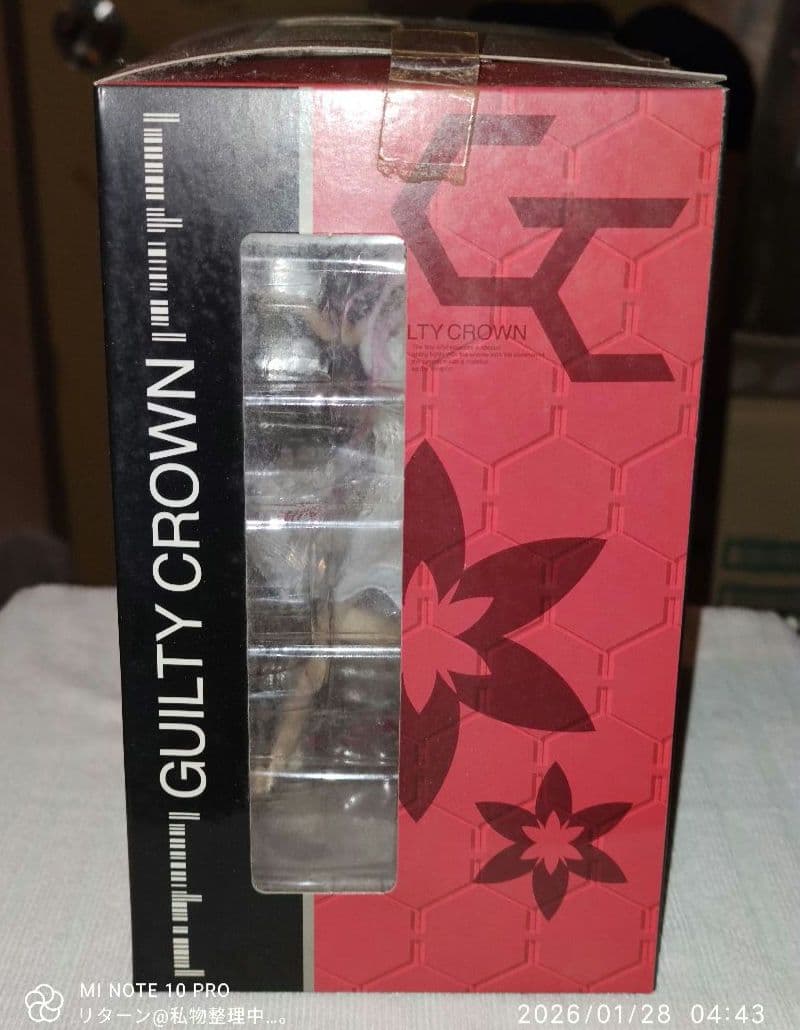 GUILTY CROWN
LTY CROWN
MI NOTE 10 PRO
リターン@私物整理中...。
2026/01/28 04:43